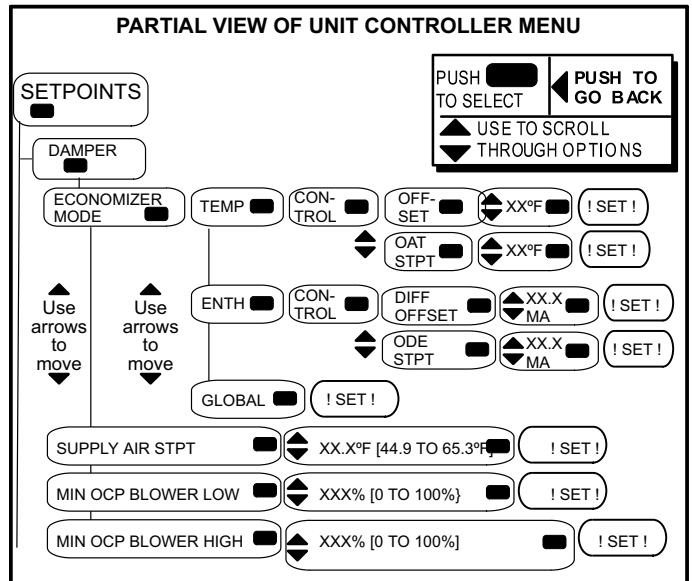 PARTIAL VIEW OF UNIT CONTROLLER MENU
PUSH
TO SELECT
PUSH TO
GO BACK
USE TO SCROLL
THROUGH OPTIONS
SETPOINTS
DAMPER
ECONOMIZER
MODE
TEMP
CON-
TROL
OFF-
SET
XXºF
! SET !
OAT
STPT
XXºF
! SET !
Use
arrows
to
move
Use
arrows
to
move
ENTH
CON-
TROL
DIFF
OFFSET
XX.X
MA
! SET !
ODE
STPT
XX.X
MA
! SET !
GLOBAL
! SET !
SUPPLY AIR STPT
XX.XºF [44.9 TO 65.3ºF]
! SET !
MIN OCP BLOWER LOW
XXX% [0 TO 100%}
! SET !
MIN OCP BLOWER HIGH
XXX% [0 TO 100%]
! SET !